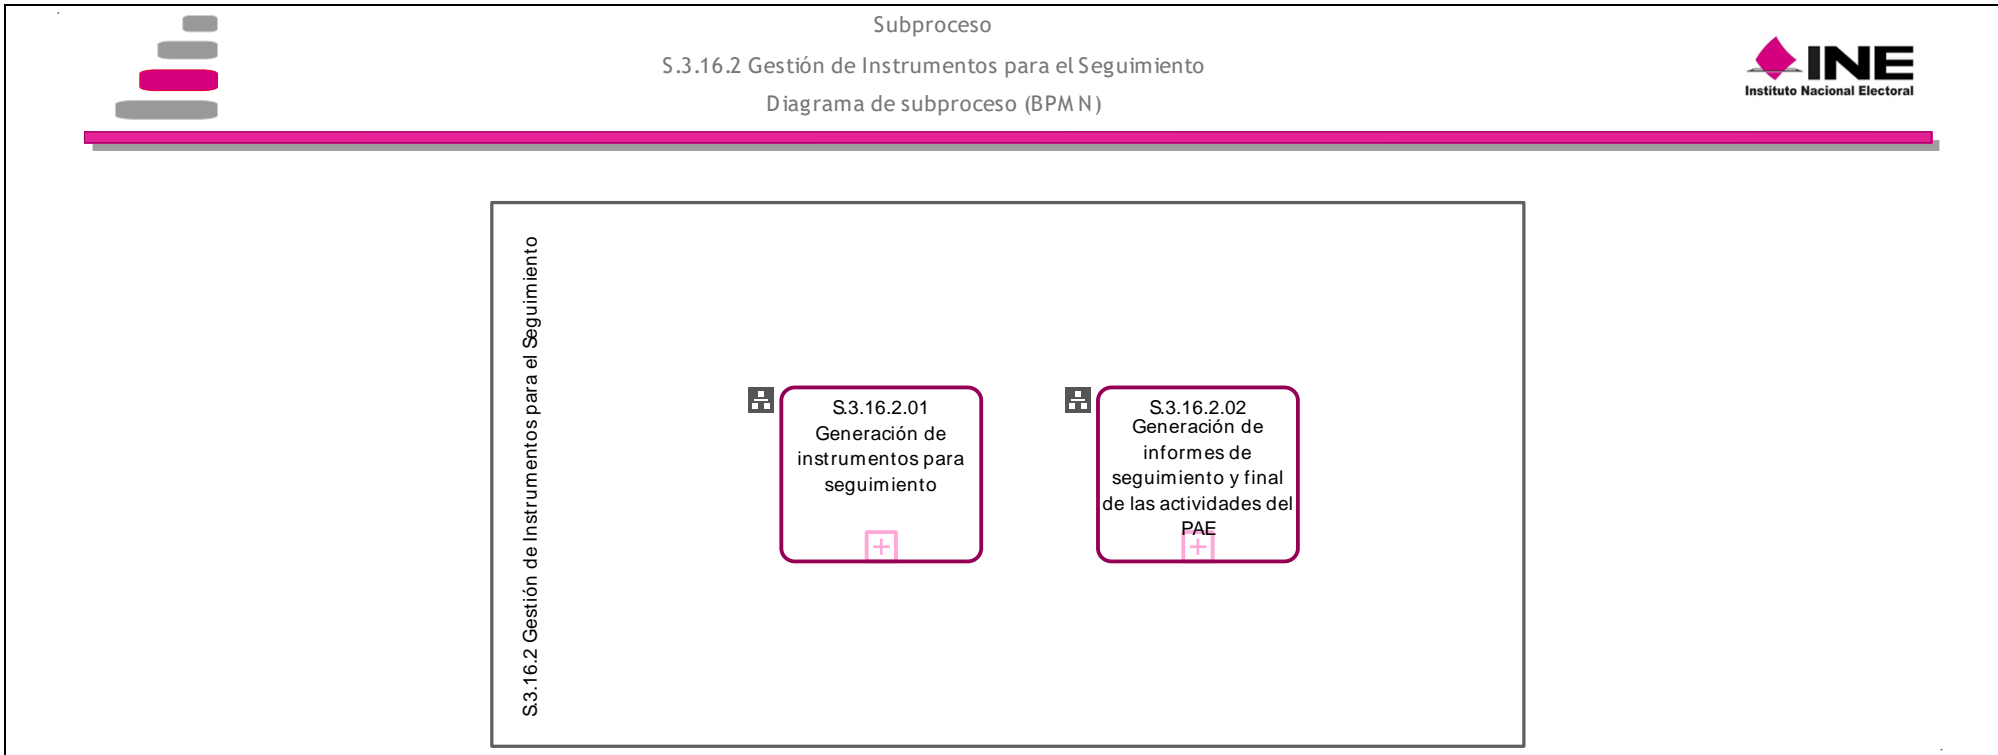 Subproceso
S.3.16.2 Gestión de Instrumentos para el Seguimiento
Diagrama de subproceso (BPMN)
INE
Instituto Nacional Electoral
S.3.16.2 Gestión de Instrumentos para el Seguimiento
S.3.16.2.01
Generación de
instrumentos para
seguimiento
S.3.16.2.02
Generación de
informes de
seguimiento y final
de las actividades del
PAE